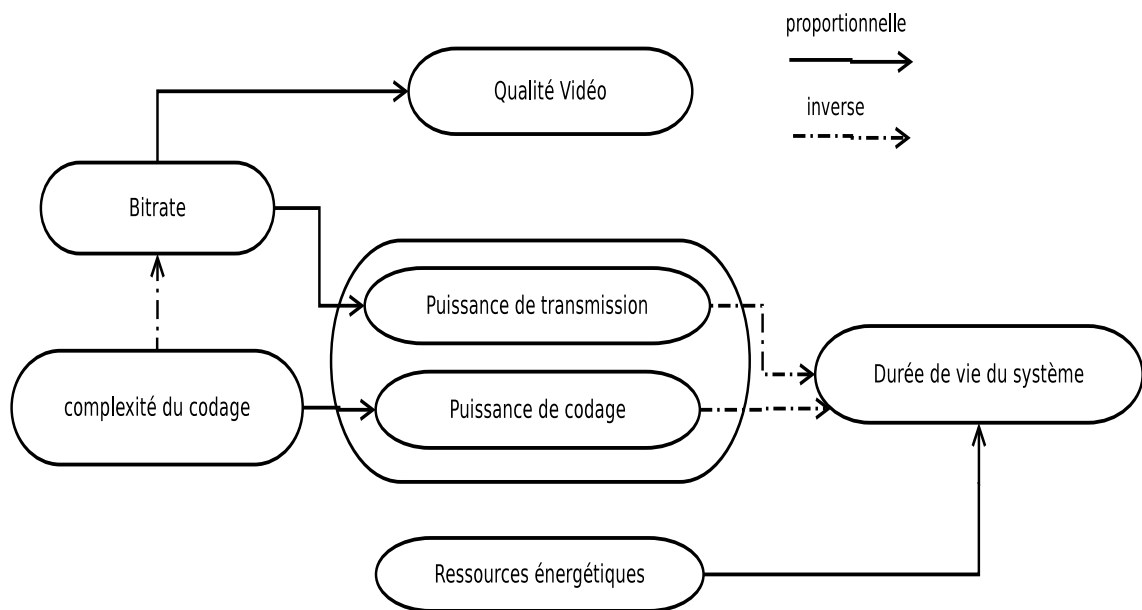 proportionnelle
Qualité Vidéo
inverse
Bitrate
Puissance de transmission
Durée de vie du système
complexité du codage
Puissance de codage
Ressources énergétiques